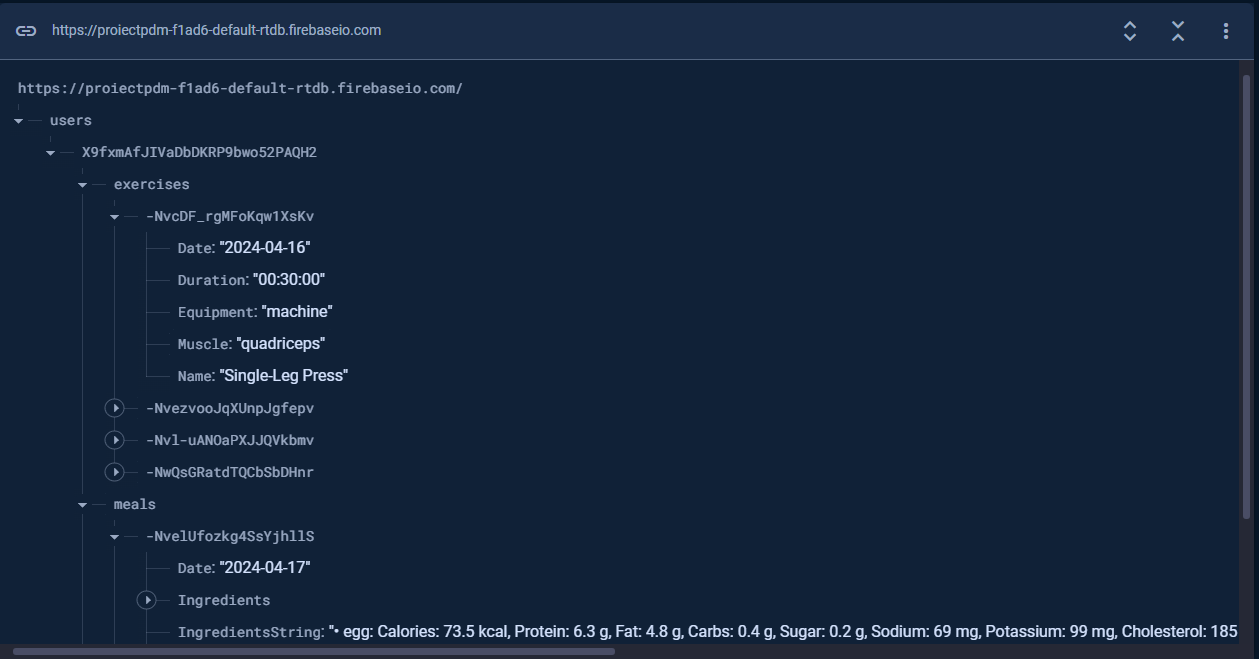 https://proiectpdm-f1ad6-default-rtdb.firebaseio.com
https://proiectpdm-f1ad6-default-rtdb.firebaseio.com/
users
X9fxmAfJIVaDbDKRP9bwo52PAQH2
exercises
-NvcDF_rgMFoKqw1XsKv
Date: "2024-04-16"
Duration: "00:30:00"
Equipment: "machine"
Muscle: "quadriceps"
Name: "Single-Leg Press"
-NvezvooJqXUnpJgfepv
-Nvl-uANOaPXJJQVkbmv
-NwQsGRatdTQCbSbDHnr
meals
-NvelUfozkg4SsYjhllS
Date: "2024-04-17"
Ingredients
IngredientsString: "• egg: Calories: 73.5 kcal, Protein: 6.3 g, Fat: 4.8 g, Carbs: 0.4 g, Sugar: 0.2 g, Sodium: 69 mg, Potassium: 99 mg, Cholesterol: 185